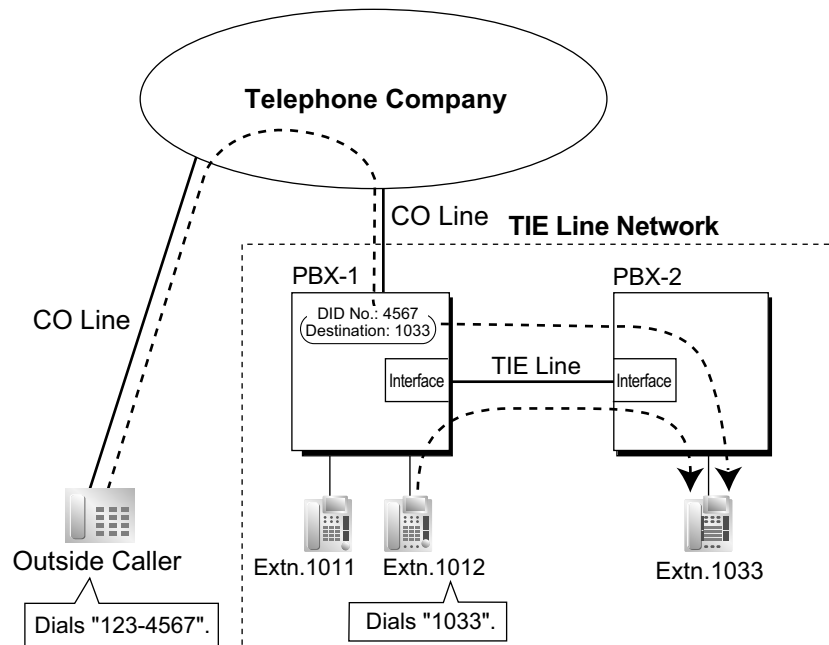 Telephone Company
CO Line
TIE Line Network
PBX-1
PBX-2
DID No.: 4567
Destination: 1033
CO Line
Interface
TIE Line
Interface
Outside Caller
Extn.1011
Extn.1012
Extn.1033
Dials "123-4567".
Dials "1033".